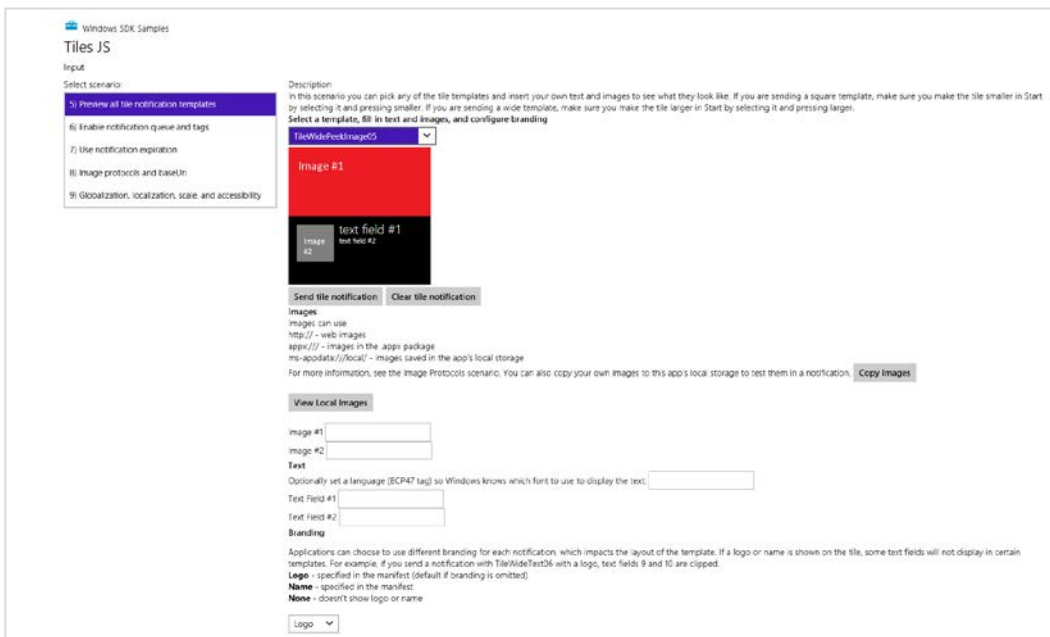 Windows SDK Samples
Tiles JS
Input
Select scenario:
5) Preview all tile notification templates
6) Enable notification queue and tags
7) Use notification expiration
8) Image protocols and baseUri
9) Globalization, localization, scale, and accessibility
Description:
In this scenario you can pick any of the tile templates and insert your own text and images to see what they look like. If you are sending a square template, make sure you make the tile smaller in Start
by selecting it and pressing smaller. If you are sending a wide template, make sure you make the tile larger in Start by selecting it and pressing larger.
Select a template, fill in text and images, and configure branding
TileWidePeekImage05
Image #1
text field #1
Image
#2
text field #2
Send tile notification Clear tile notification
Images
Images can use
http:// - web images
appx:/// - images in the .appx package
ms-appdata:///local/ - images saved in the app's local storage
For more information, see the Image Protocols scenario. You can also copy your own images to this app's local storage to test them in a notification. Copy Images
View Local Images
Image #1
Image #2
Text
Optionally set a language (BCP47 tag) so Windows knows which font to use to display the text:
Text Field #1
Text Field #2
Branding
Applications can choose to use different branding for each notification, which impacts the layout of the template. If a logo or name is shown on the tile, some text fields will not display in certain
templates. For example, if you send a notification with TileWideText06 with a logo, text fields 9 and 10 are clipped.
Logo - specified in the manifest (default if branding is omitted)
Name - specified in the manifest
None - doesn't show logo or name
Logo